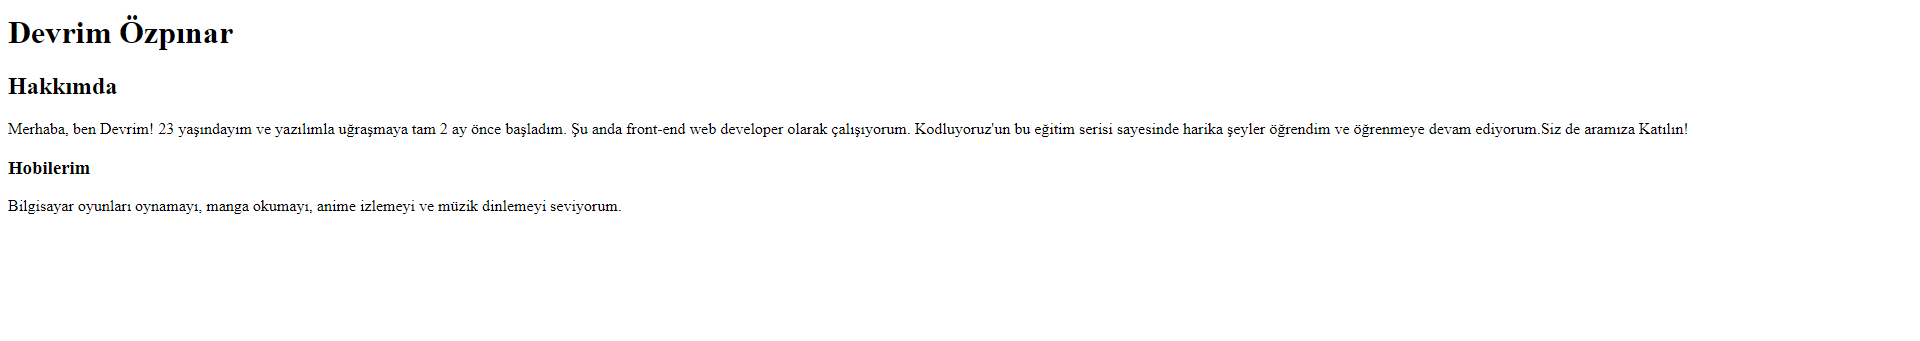 Devrim Özpınar
Hakkımda
Merhaba, ben Devrim! 23 yaşındayım ve yazılımla uğraşmaya tam 2 ay önce başladım. Şu anda front-end web developer olarak çalışıyorum. Kodluyoruz'un bu eğitim serisi sayesinde harika şeyler öğrendim ve öğrenmeye devam ediyorum.Siz de aramıza Katılın!
Hobilerim
Bilgisayar oyunları oynamayı, manga okumayı, anime izlemeyi ve müzik dinlemeyi seviyorum.